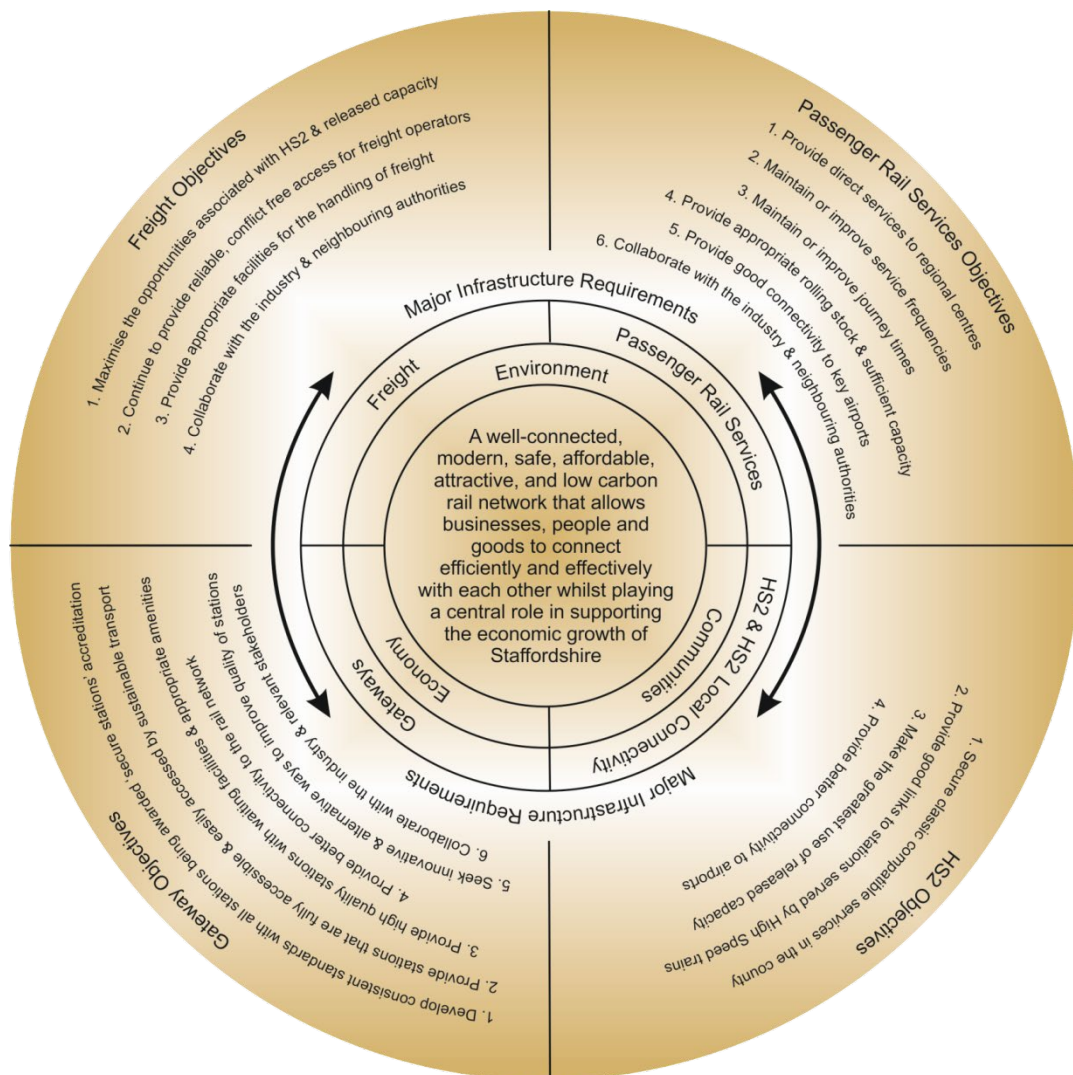 Freight Objectives
1. Maximise the opportunities associated with HS2 & released capacity
2. Continue to provide reliable, conflict free access for freight operators
3. Provide appropriate facilities for the handling of freight
4. Collaborate with the industry & neighbouring authorities
Passenger Rail Services Objectives
1. Provide direct services to regional centres
2. Maintain or improve service frequencies
3. Maintain or improve journey times
4. Provide appropriate rolling stock & sufficient capacity
5. Provide good connectivity to key airports
6. Collaborate with the industry & neighbouring authorities
Major Infrastructure Requirements
Freight
Passenger Rail Services
Environment
A well-connected,
modern, safe, affordable,
attractive, and low carbon
rail network that allows
businesses, people and
goods to connect
efficiently and effectively
with each other whilst playing
a central role in supporting
the economic growth of
Staffordshire
Economy
Communities
Gateways
HS2 & HS2 Local Connectivity
Major Infrastructure Requirements
HS2 Objectives
1. Secure classic compatible services in the county
2. Provide good links to stations served by High Speed trains
3. Make the greatest use of released capacity
4. Provide better connectivity to airports
Gateway Objectives
1. Develop consistent standards with all stations being awarded 'secure stations' accreditation
2. Provide stations that are fully accessible & easily accessed by sustainable transport
3. Provide high quality stations with waiting facilities & appropriate amenities
4. Provide better connectivity to the rail network
5. Seek innovative & alternative ways to improve quality of stations
6. Collaborate with the industry & relevant stakeholders